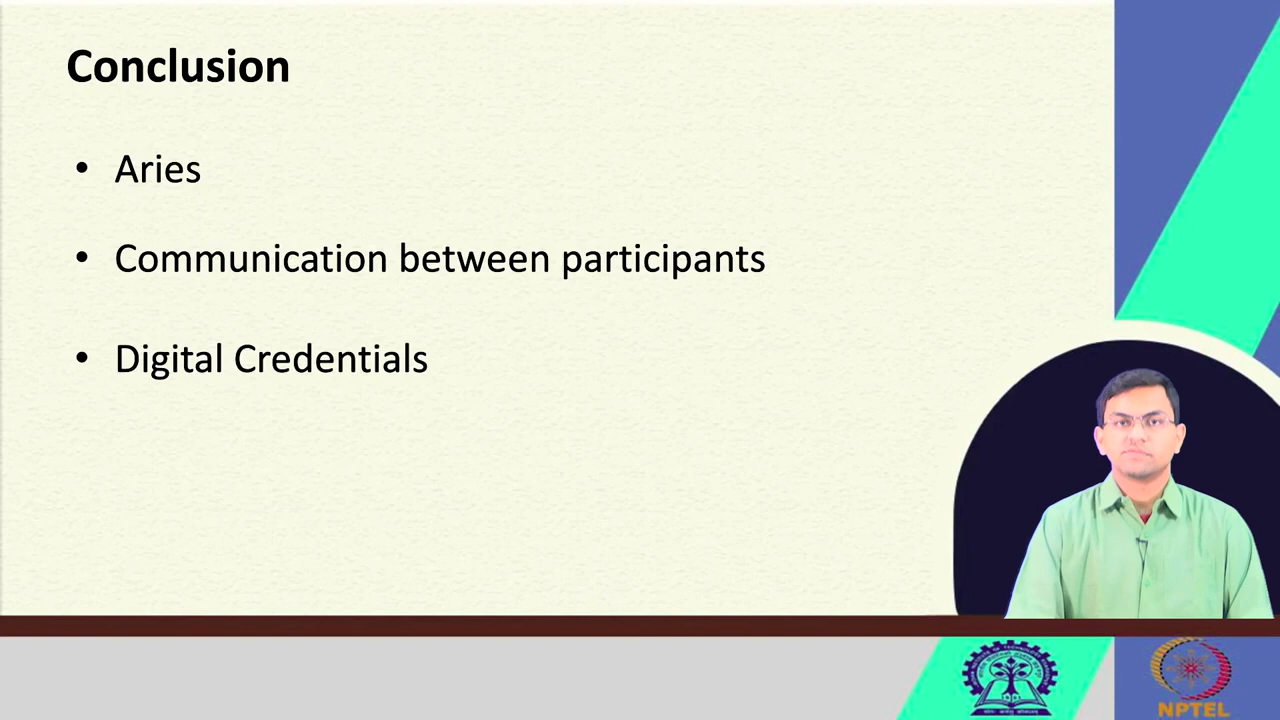 Conclusion
• Aries
• Communication between participants
• Digital Credentials
NPTEL